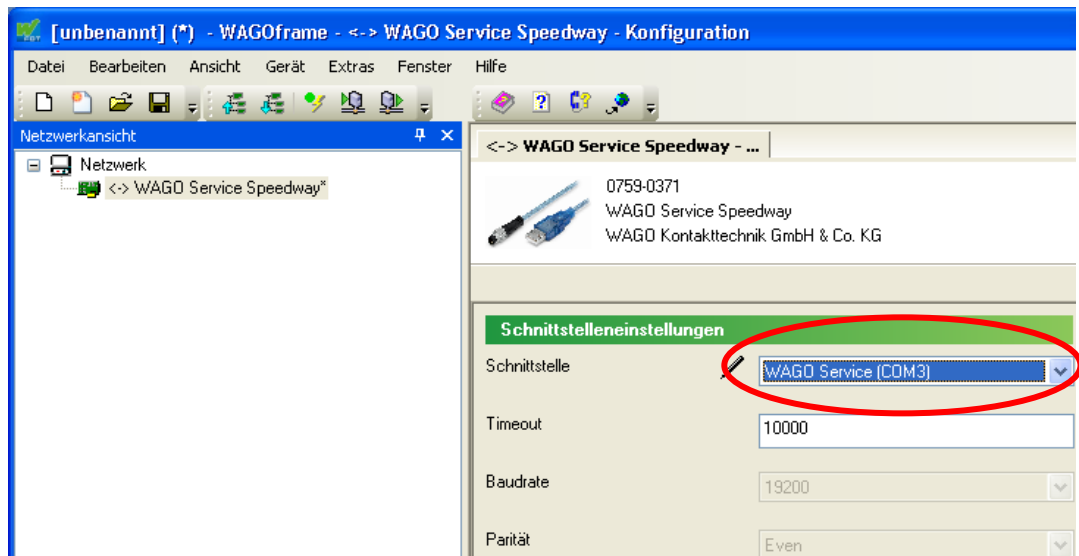 [unbenannt] (*) - WAGOframe - <-> WAGO Service Speedway - Konfiguration
Datei Bearbeiten Ansicht Gerät Extras Fenster Hilfe
Netzwerkansicht
Netzwerk
<-> WAGO Service Speedway*
<-> WAGO Service Speedway - ...
0759-0371
WAGO Service Speedway
WAGO Kontakttechnik GmbH & Co. KG
Schnittstelleneinstellungen
Schnittstelle WAGO Service (COM3)
Timeout 10000
Baudrate 19200
Parität Even